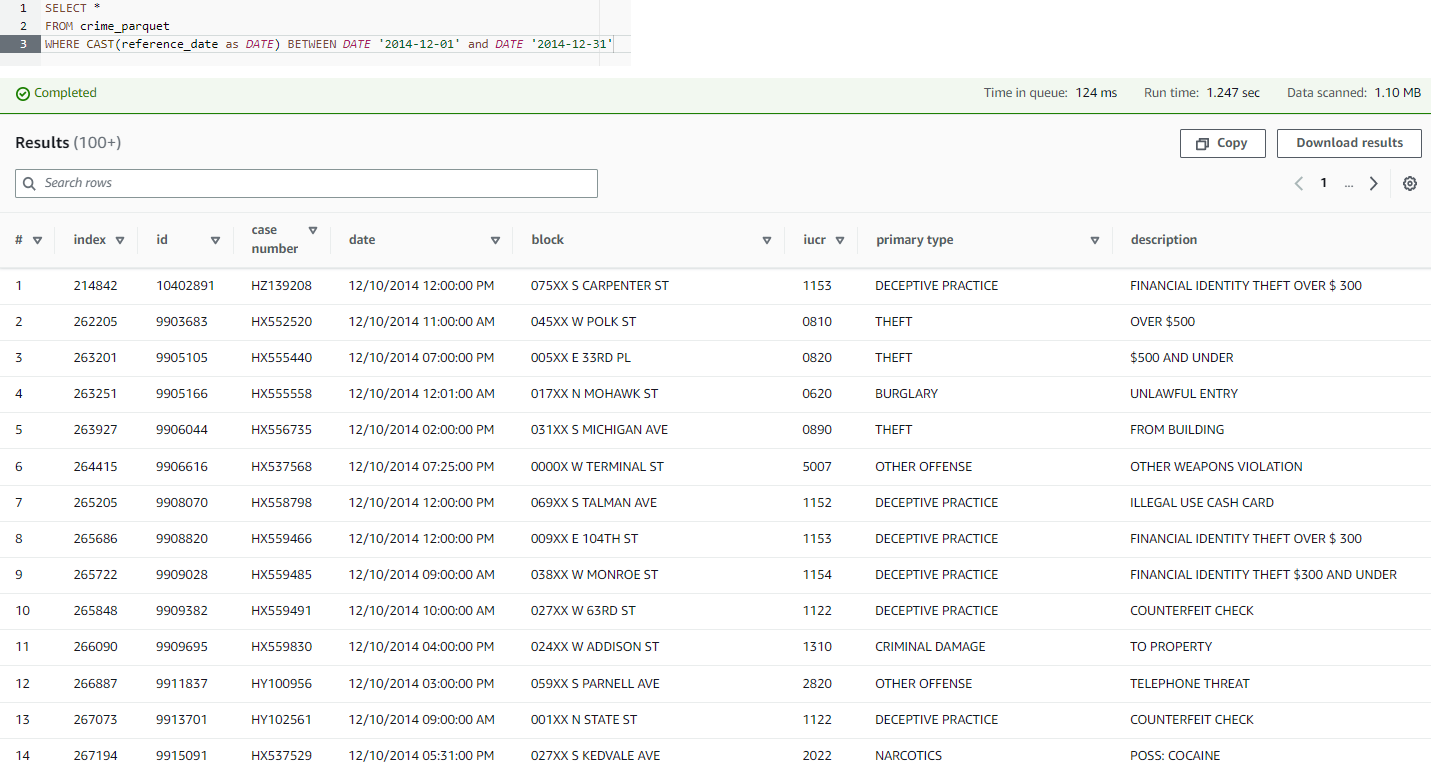 1 SELECT *
2 FROM crime_parquet
3 WHERE CAST(reference_date as DATE) BETWEEN DATE '2014-12-01' and DATE '2014-12-31'
Completed Time in queue: 124 ms Run time: 1.247 sec Data scanned: 1.10 MB
Results (100+) Copy Download results
Search rows 1 ...
# index id case number date block iucr primary type description
1 214842 10402891 HZ139208 12/10/2014 12:00:00 PM 075XX S CARPENTER ST 1153 DECEPTIVE PRACTICE FINANCIAL IDENTITY THEFT OVER $ 300
2 262205 9903683 HX552520 12/10/2014 11:00:00 AM 045XX W POLK ST 0810 THEFT OVER $500
3 263201 9905105 HX555440 12/10/2014 07:00:00 PM 005XX E 33RD PL 0820 THEFT $500 AND UNDER
4 263251 9905166 HX555558 12/10/2014 12:01:00 AM 017XX N MOHAWK ST 0620 BURGLARY UNLAWFUL ENTRY
5 263927 9906044 HX556735 12/10/2014 02:00:00 PM 031XX S MICHIGAN AVE 0890 THEFT FROM BUILDING
6 264415 9906616 HX537568 12/10/2014 07:25:00 PM 0000X W TERMINAL ST 5007 OTHER OFFENSE OTHER WEAPONS VIOLATION
7 265205 9908070 HX558798 12/10/2014 12:00:00 PM 069XX S TALMAN AVE 1152 DECEPTIVE PRACTICE ILLEGAL USE CASH CARD
8 265686 9908820 HX559466 12/10/2014 12:00:00 PM 009XX E 104TH ST 1153 DECEPTIVE PRACTICE FINANCIAL IDENTITY THEFT OVER $ 300
9 265722 9909028 HX559485 12/10/2014 09:00:00 AM 038XX W MONROE ST 1154 DECEPTIVE PRACTICE FINANCIAL IDENTITY THEFT $300 AND UNDER
10 265848 9909382 HX559491 12/10/2014 10:00:00 AM 027XX W 63RD ST 1122 DECEPTIVE PRACTICE COUNTERFEIT CHECK
11 266090 9909695 HX559830 12/10/2014 04:00:00 PM 024XX W ADDISON ST 1310 CRIMINAL DAMAGE TO PROPERTY
12 266887 9911837 HY100956 12/10/2014 03:00:00 PM 059XX S PARNELL AVE 2820 OTHER OFFENSE TELEPHONE THREAT
13 267073 9913701 HY102561 12/10/2014 09:00:00 AM 001XX N STATE ST 1122 DECEPTIVE PRACTICE COUNTERFEIT CHECK
14 267194 9915091 HX537529 12/10/2014 05:31:00 PM 027XX S KEDVALE AVE 2022 NARCOTICS POSS: COCAINE